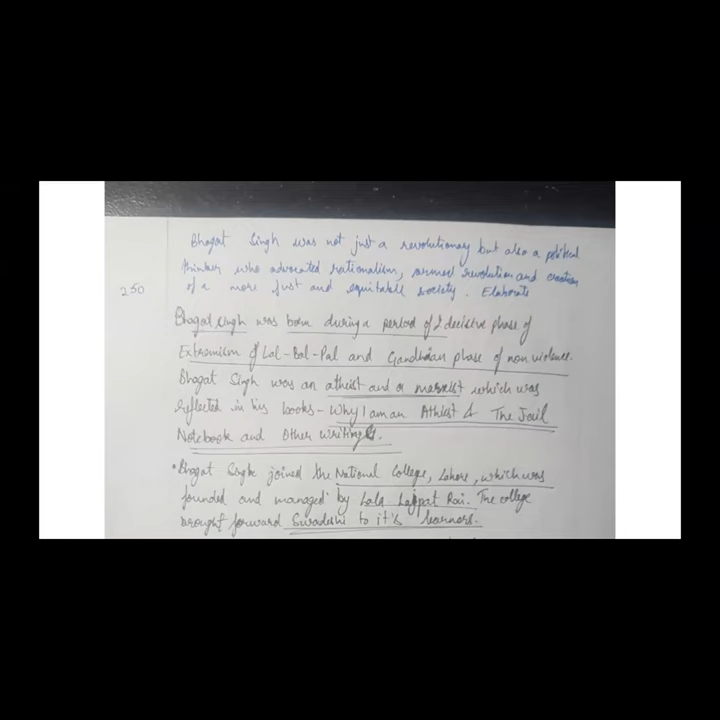 Bhagat Singh was not just a revolutionary but also a political
thinker who advocated rationalism, armed revolution and creation
250
of a more just and equitable society. Elaborate
Bhagat Singh was born during a period of 2 decisive phase of
Extremism of Lal-Bal-Pal and Gandhian phase of non violence.
Bhagat Singh was an atheist and a marxist which was
reflected in his books - Why I am an Athiest & The Jail
Notebook and Other Writings.
• Bhagat Singh joined the National College, Lahore, which was
founded and managed by Lala Lajpat Rai. The college
brought forward Swadeshi to it's learners.